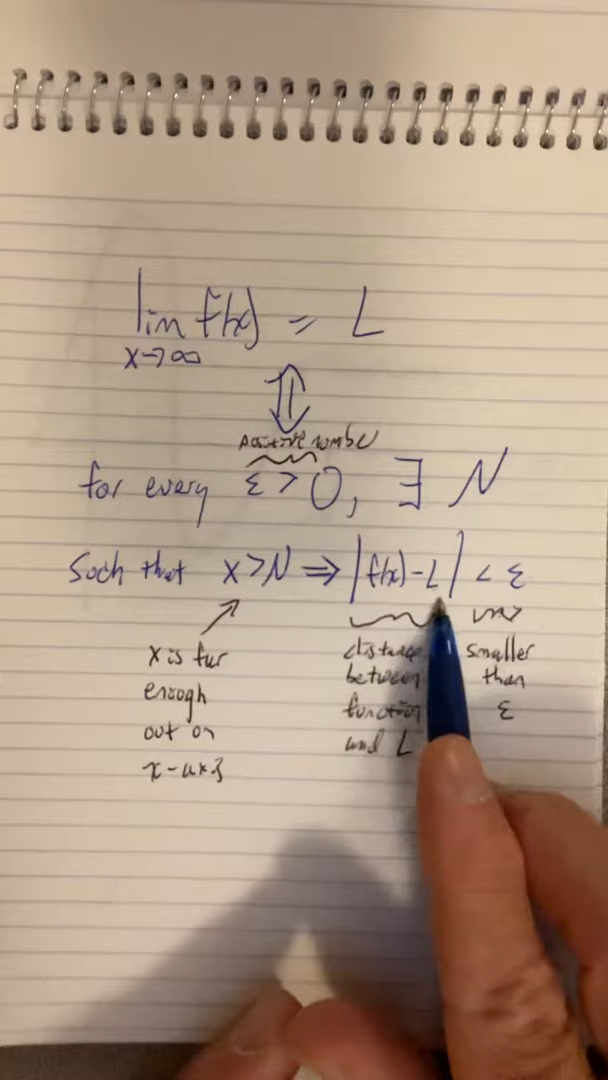 lim f(x) = L
x→∞
⇕
positive number
for every ε > 0, ∃ N
such that x>N ⇒ |f(x)-L| < ε
x is far
enough
out on
x-axis
distance
between
function
and L
smaller
than
ε